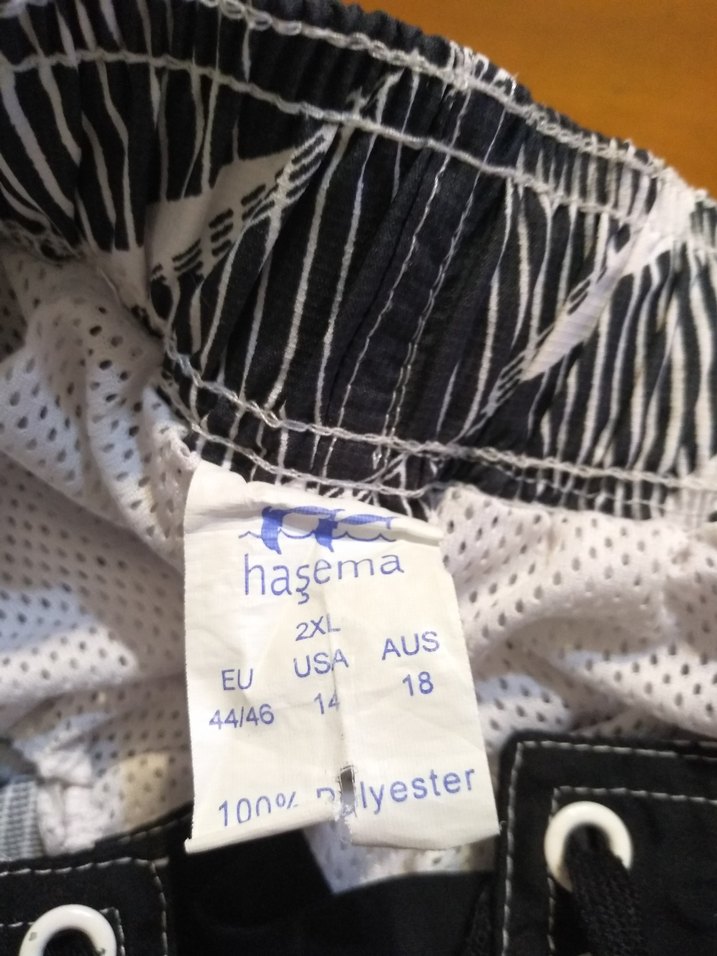 haşema
2XL
EU USA AUS
44/46 14 18
100% Polyester